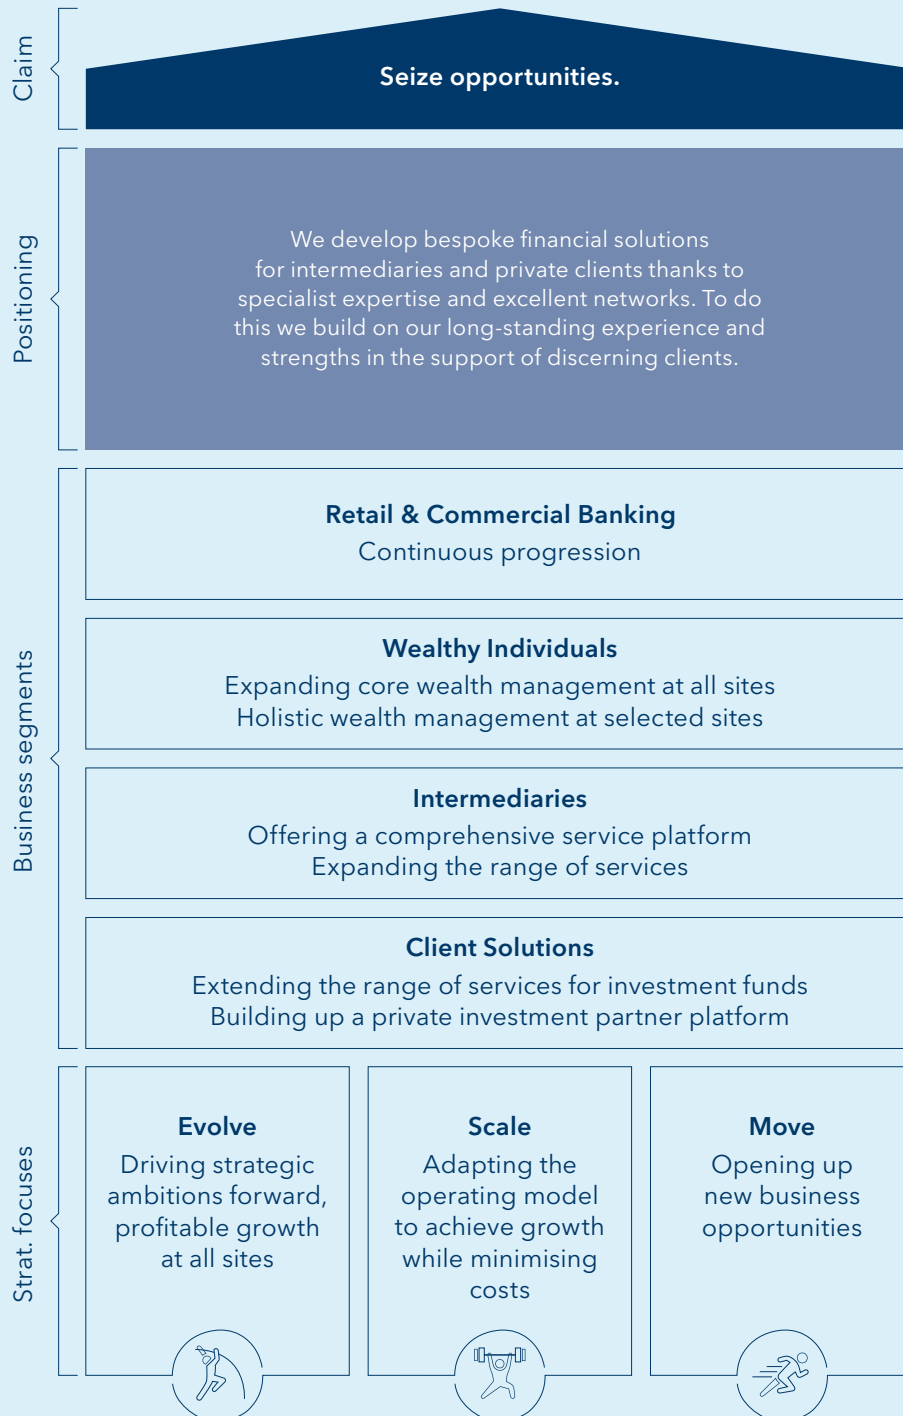 Claim
Seize opportunities.
Positioning
We develop bespoke financial solutions
for intermediaries and private clients thanks to
specialist expertise and excellent networks. To do
this we build on our long-standing experience and
strengths in the support of discerning clients.
Business segments
Retail & Commercial Banking
Continuous progression
Wealthy Individuals
Expanding core wealth management at all sites
Holistic wealth management at selected sites
Intermediaries
Offering a comprehensive service platform
Expanding the range of services
Client Solutions
Extending the range of services for investment funds
Building up a private investment partner platform
Strat. focuses
Evolve
Driving strategic
ambitions forward,
profitable growth
at all sites
Scale
Adapting the
operating model
to achieve growth
while minimising
costs
Move
Opening up
new business
opportunities